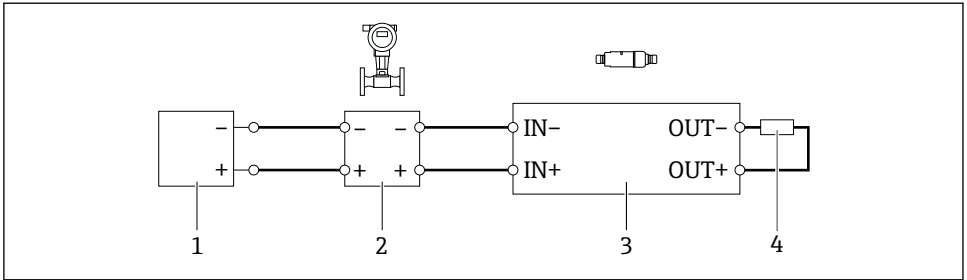 − − − IN− OUT−
+ + + IN+ OUT+
1 2 3 4